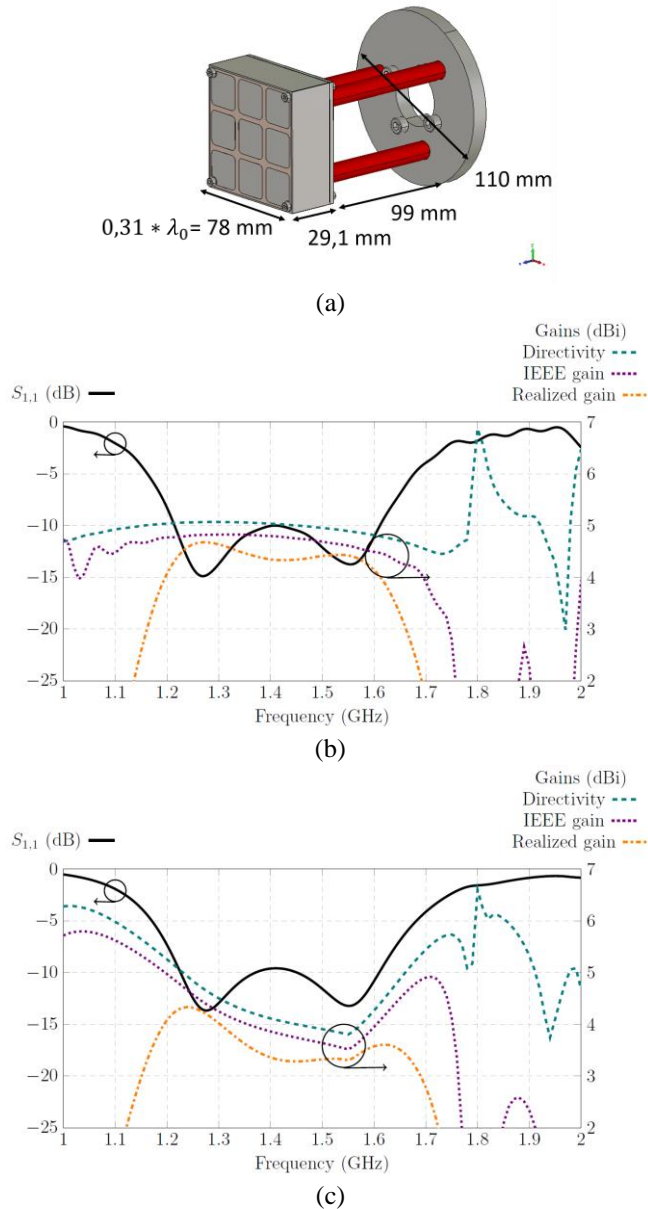 110 mm
99 mm
0,31 * λ₀= 78 mm
29,1 mm
(a)
Gains (dBi)
Directivity
S₁,₁ (dB) IEEE gain
Realized gain
0 7
−5 6
−10 5
−15 4
−20 3
−25 2
1 1.1 1.2 1.3 1.4 1.5 1.6 1.7 1.8 1.9 2
Frequency (GHz)
(b)
Gains (dBi)
Directivity
S₁,₁ (dB) IEEE gain
Realized gain
0 7
−5 6
−10 5
−15 4
−20 3
−25 2
1 1.1 1.2 1.3 1.4 1.5 1.6 1.7 1.8 1.9 2
Frequency (GHz)
(c)